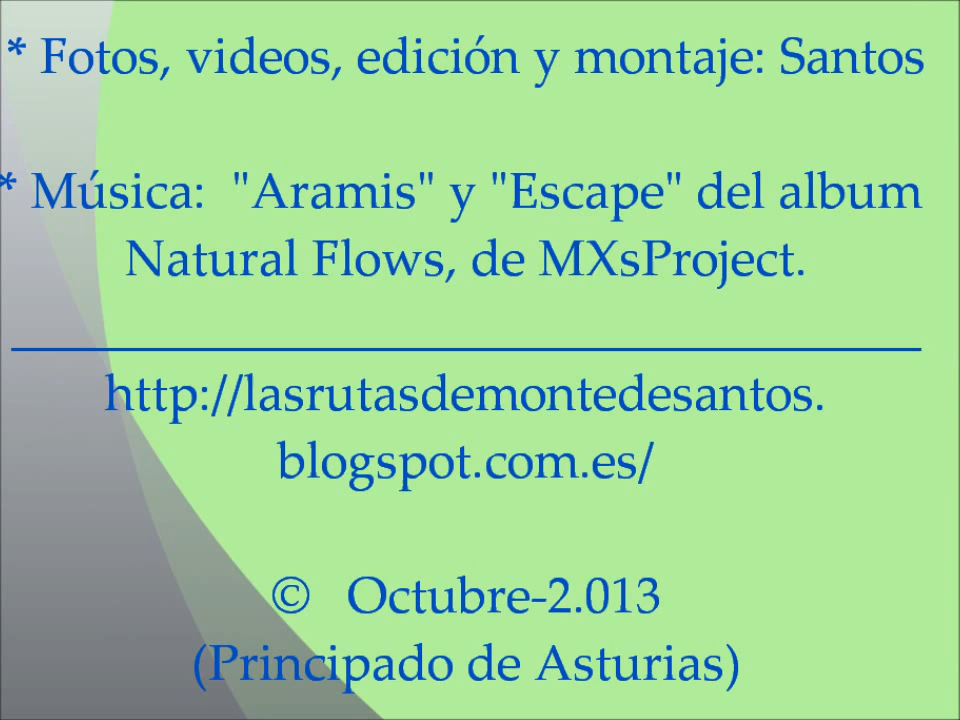 * Fotos, videos, edición y montaje: Santos
* Música: "Aramis" y "Escape" del album
Natural Flows, de MXsProject.
http://lasrutasdemontedesantos.
blogspot.com.es/
© Octubre-2.013
(Principado de Asturias)